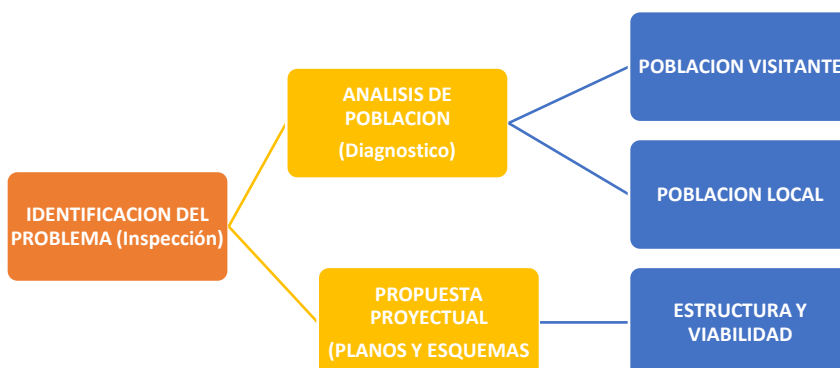 IDENTIFICACION DEL
PROBLEMA (Inspección)
ANALISIS DE
POBLACION
(Diagnostico)
PROPUESTA
PROYECTUAL
(PLANOS Y ESQUEMAS
POBLACION VISITANTE
POBLACION LOCAL
ESTRUCTURA Y
VIABILIDAD